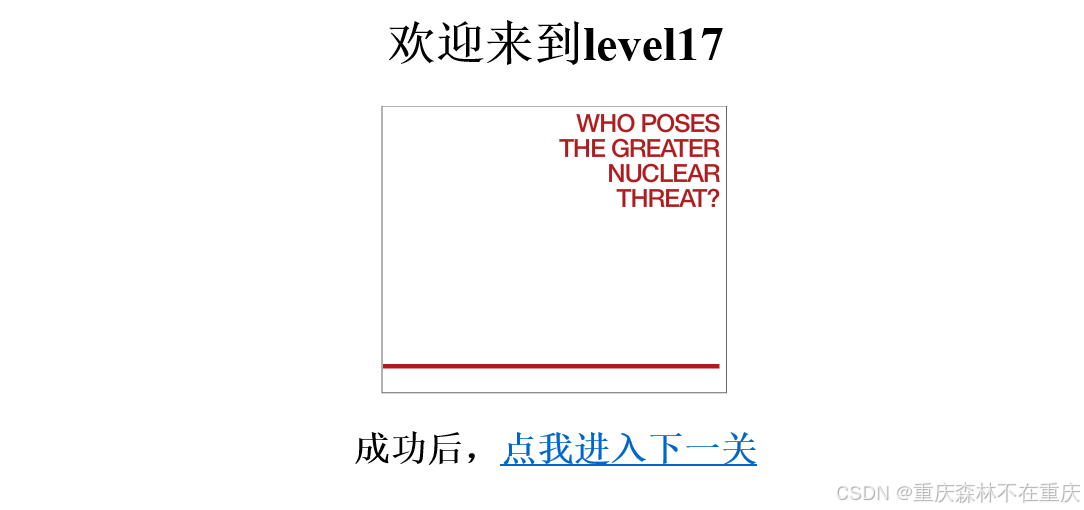 欢迎来到level17
WHO POSES
THE GREATER
NUCLEAR
THREAT?
成功后，点我进入下一关
CSDN @重庆森林不在重庆